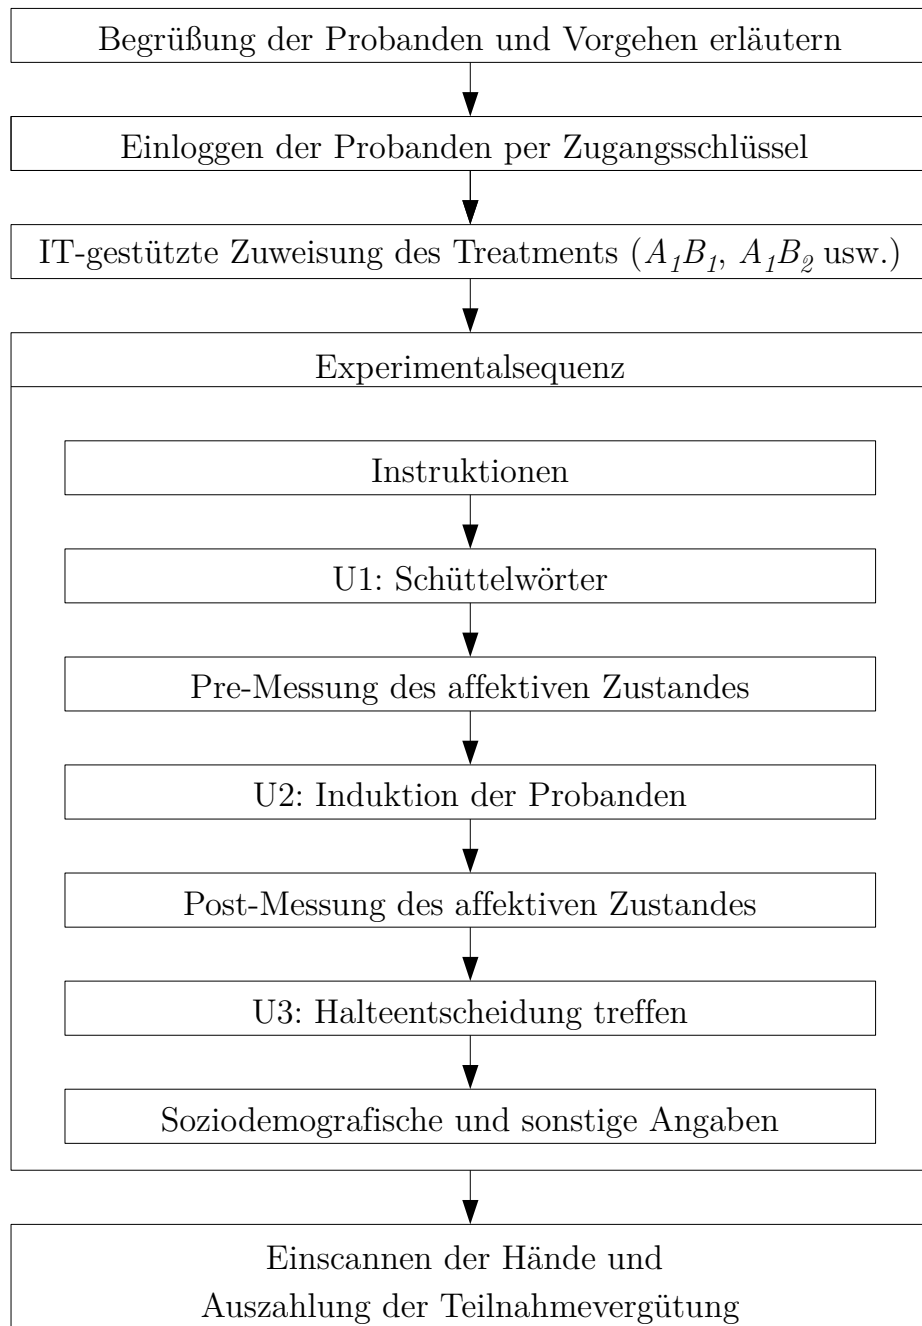 Begrüßung der Probanden und Vorgehen erläutern
Einloggen der Probanden per Zugangsschlüssel
IT-gestützte Zuweisung des Treatments (A₁B₁, A₁B₂ usw.)
Experimentalsequenz
Instruktionen
U1: Schüttelwörter
Pre-Messung des affektiven Zustandes
U2: Induktion der Probanden
Post-Messung des affektiven Zustandes
U3: Halteentscheidung treffen
Soziodemografische und sonstige Angaben
Einscannen der Hände und
Auszahlung der Teilnahmevergütung